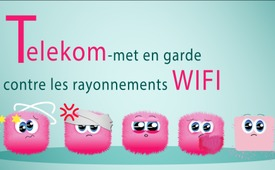 Telekom-met en garde
contre les rayonnements WIFI